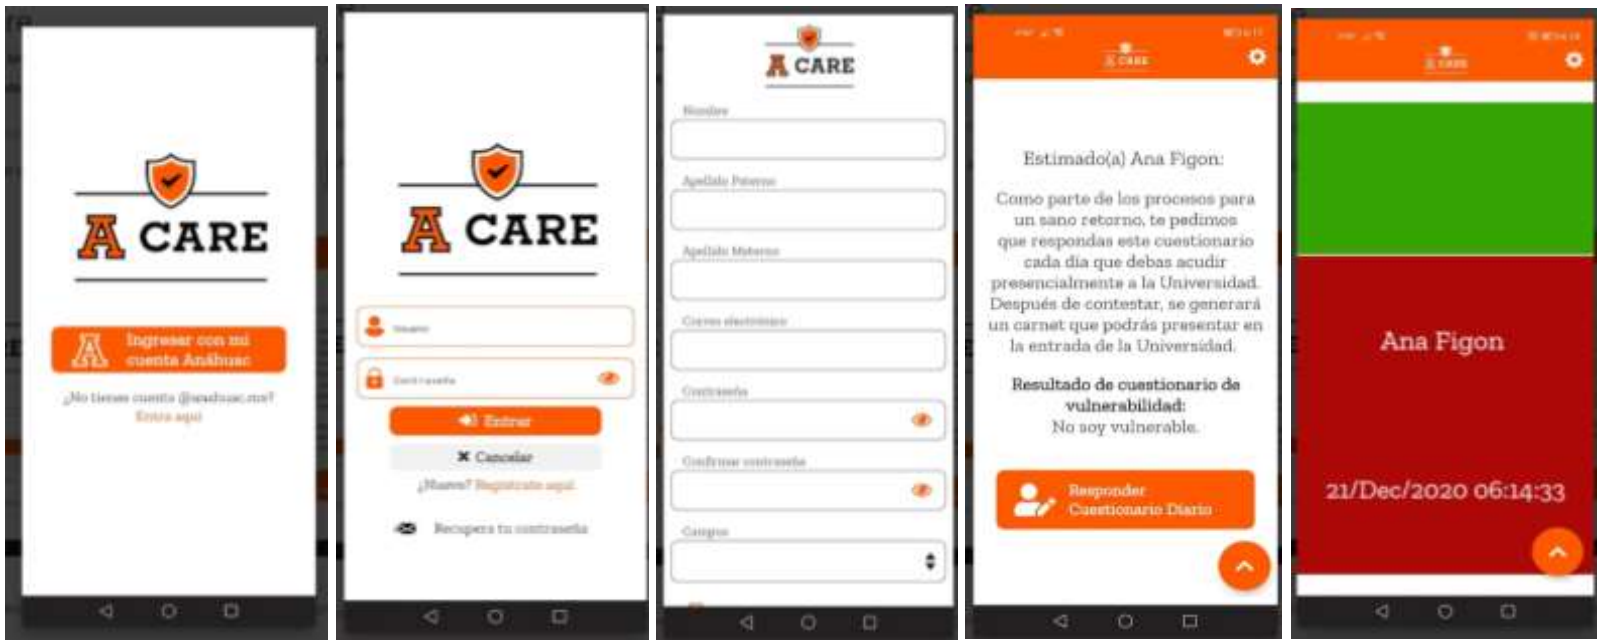 A CARE
Ingresar con mi
cuenta Anáhuac
¿No tienes cuenta @anahuac.mx?
Entra aquí
A CARE
Usuario
Contraseña
Entrar
Cancelar
¿Nuevo? Regístrate aquí
Recupera tu contraseña
A CARE
Nombre
Apellido Paterno
Apellido Materno
Correo electrónico
Contraseña
Confirmar contraseña
Campus
A CARE
Estimado(a) Ana Figon:
Como parte de los procesos para
un sano retorno, te pedimos
que respondas este cuestionario
cada día que debas acudir
presencialmente a la Universidad.
Después de contestar, se generará
un carnet que podrás presentar en
la entrada de la Universidad.
Resultado de cuestionario de
vulnerabilidad:
No soy vulnerable.
Responder
Cuestionario Diario
A CARE
Ana Figon
21/Dec/2020 06:14:33